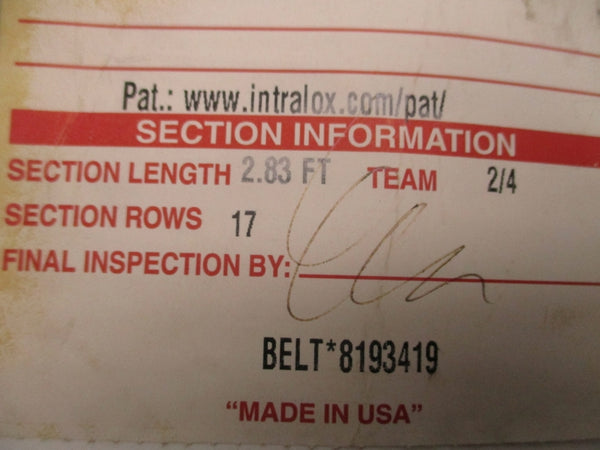 Pat.: www.intralox.com/pat/
SECTION INFORMATION
SECTION LENGTH 2.83 FT TEAM 2/4
SECTION ROWS 17
FINAL INSPECTION BY:
BELT*8193419
“MADE IN USA”